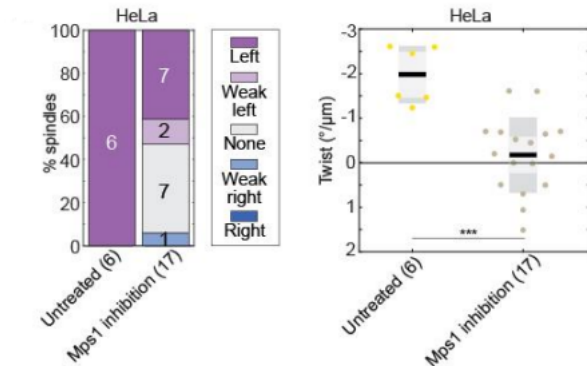 HeLa
100
80
60
40
20
0
% spindles
6
7
2
7
1
Untreated (6)
Mps1 inhibition (17)
Left
Weak
left
None
Weak
right
Right
HeLa
-3
-2
-1
0
1
2
Twist (°/µm)
***
Untreated (6)
Mps1 inhibition (17)